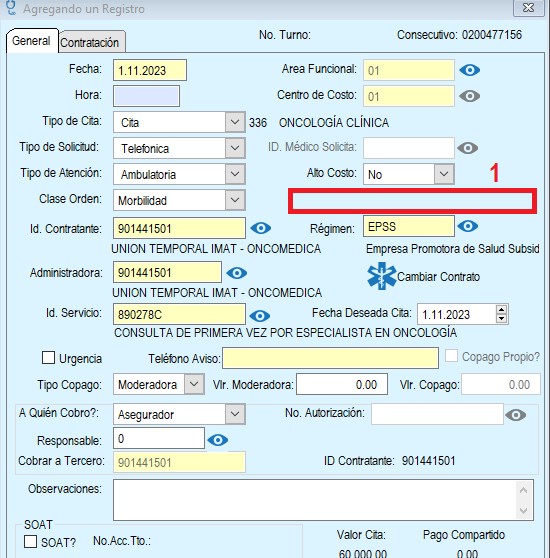 Agregando un Registro
General Contratación No. Turno: Consecutivo: 0200477156
Fecha: 1.11.2023 Area Funcional: 01
Hora: Centro de Costo: 01
Tipo de Cita: Cita 336 ONCOLOGÍA CLÍNICA
Tipo de Solicitud: Telefonica ID. Médico Solicita:
Tipo de Atención: Ambulatoria Alto Costo: No 1
Clase Orden: Morbilidad
Id. Contratante: 901441501 Régimen: EPSS
UNION TEMPORAL IMAT - ONCOMEDICA Empresa Promotora de Salud Subsid
Administradora: 901441501 Cambiar Contrato
UNION TEMPORAL IMAT - ONCOMEDICA
Id. Servicio: 890278C Fecha Deseada Cita: 1.11.2023
CONSULTA DE PRIMERA VEZ POR ESPECIALISTA EN ONCOLOGÍA
Urgencia Teléfono Aviso: Copago Propio?
Tipo Copago: Moderadora Vlr. Moderadora: 0.00 Vlr. Copago: 0.00
A Quién Cobro?: Asegurador No. Autorización:
Responsable: 0
Cobrar a Tercero: 901441501 ID Contratante: 901441501
Observaciones:
SOAT
SOAT? No.Acc.Tto.: Valor Cita: Pago Compartido
60,000.00 0.00